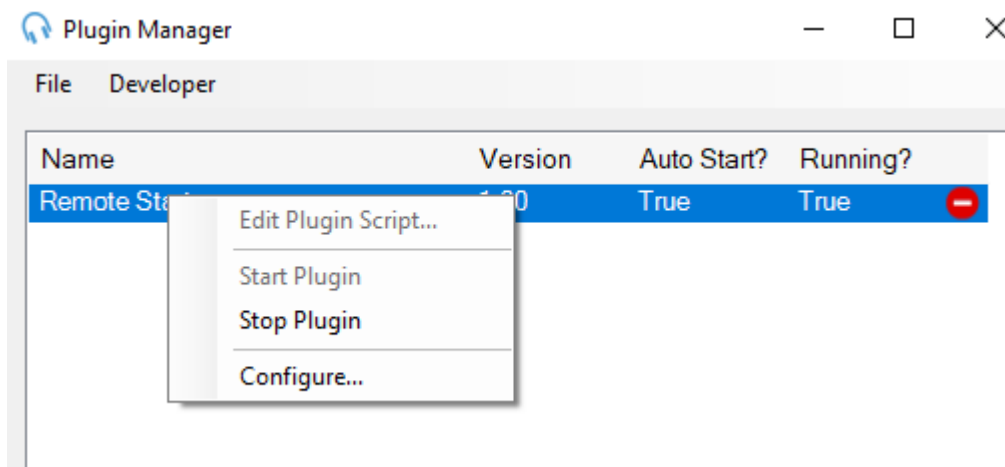 Plugin Manager
File Developer
Name Version Auto Start? Running?
Remote True True
Edit Plugin Script...
Start Plugin
Stop Plugin
Configure...